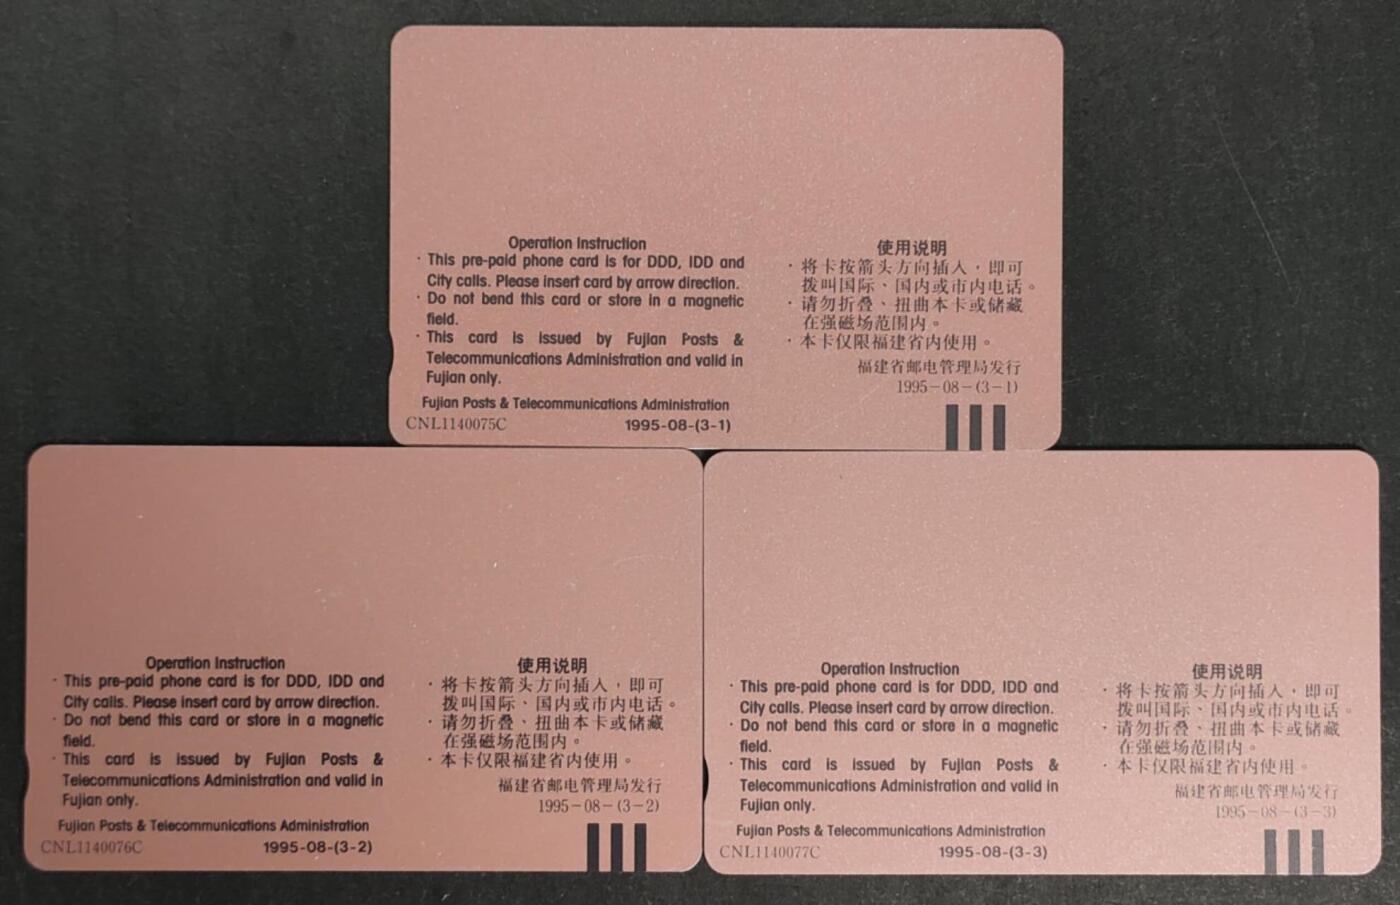 Operation Instruction
· This pre-paid phone card is for DDD, IDD and
City calls. Please insert card by arrow direction.
· Do not bend this card or store in a magnetic
field.
· This card is issued by Fujian Posts &
Telecommunications Administration and valid in
Fujian only.
Fujian Posts & Telecommunications Administration
CNL1140075C
1995-08-(3-1)
使用说明
· 将卡按箭头方向插入，即可
拨叫国际、国内或市内电话。
· 请勿折叠、扭曲本卡或储藏
在强磁场范围内。
· 本卡仅限福建省内使用。
福建省邮电管理局发行
1995-08-(3-1)
Operation Instruction
· This pre-paid phone card is for DDD, IDD and
City calls. Please insert card by arrow direction.
· Do not bend this card or store in a magnetic
field.
· This card is issued by Fujian Posts &
Telecommunications Administration and valid in
Fujian only.
Fujian Posts & Telecommunications Administration
CNL1140076C
1995-08-(3-2)
使用说明
· 将卡按箭头方向插入，即可
拨叫国际、国内或市内电话。
· 请勿折叠、扭曲本卡或储藏
在强磁场范围内。
· 本卡仅限福建省内使用。
福建省邮电管理局发行
1995-08-(3-2)
Operation Instruction
· This pre-paid phone card is for DDD, IDD and
City calls. Please insert card by arrow direction.
· Do not bend this card or store in a magnetic
field.
· This card is issued by Fujian Posts &
Telecommunications Administration and valid in
Fujian only.
Fujian Posts & Telecommunications Administration
CNL1140077C
1995-08-(3-3)
使用说明
· 将卡按箭头方向插入，即可
拨叫国际、国内或市内电话。
· 请勿折叠、扭曲本卡或储藏
在强磁场范围内。
· 本卡仅限福建省内使用。
福建省邮电管理局发行
1995-08-(3-3)